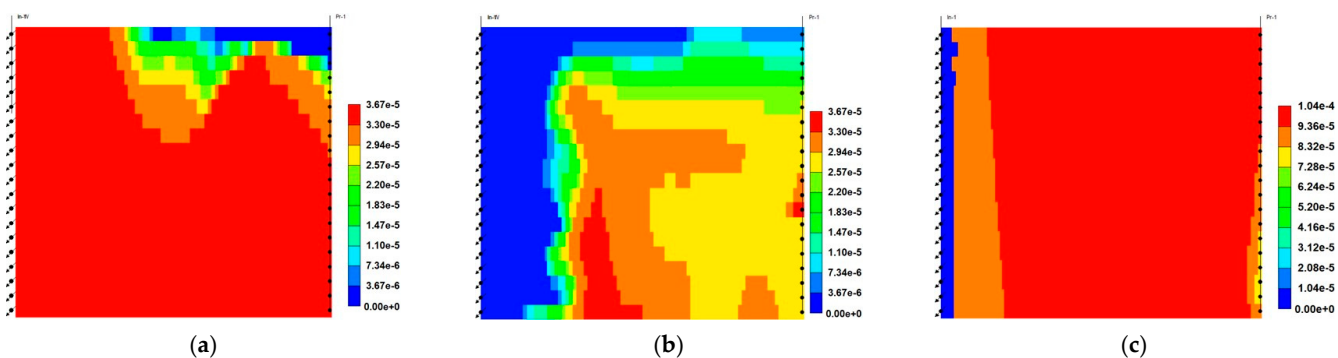 In-W
Pr-1
3.67e-5
3.30e-5
2.94e-5
2.57e-5
2.20e-5
1.83e-5
1.47e-5
1.10e-5
7.34e-6
3.67e-6
0.00e+0
(a)
In-W
Pr-1
3.67e-5
3.30e-5
2.94e-5
2.57e-5
2.20e-5
1.83e-5
1.47e-5
1.10e-5
7.34e-6
3.67e-6
0.00e+0
(b)
In-1
Pr-1
1.04e-4
9.36e-5
8.32e-5
7.28e-5
6.24e-5
5.20e-5
4.16e-5
3.12e-5
2.08e-5
1.04e-5
0.00e+0
(c)